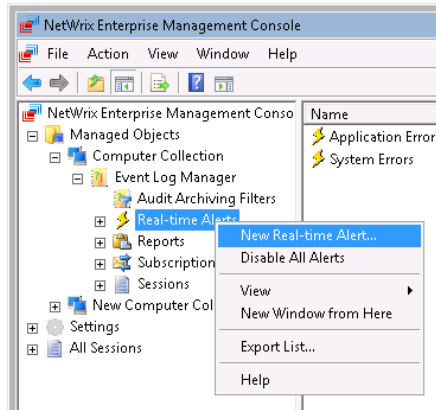 NetWrix Enterprise Management Console
File Action View Window Help
NetWrix Enterprise Management Conso
Managed Objects
Computer Collection
Event Log Manager
Audit Archiving Filters
Real-time Alerts
Reports
Subscription
Sessions
New Computer Col
Settings
All Sessions
Name
Application Error
System Errors
New Real-time Alert...
Disable All Alerts
View
New Window from Here
Export List...
Help